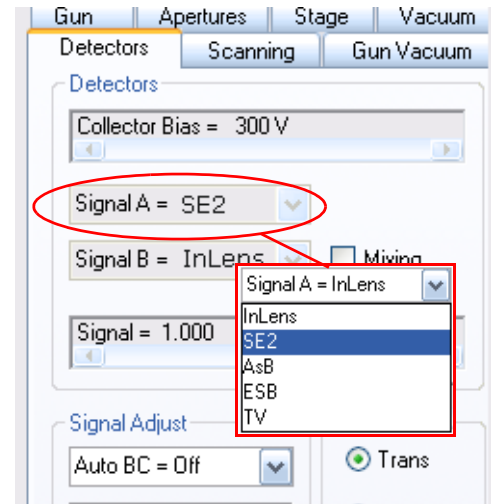 Gun Apertures Stage Vacuum
Detectors Scanning Gun Vacuum
Detectors
Collector Bias = 300 V
Signal A = SE2
Signal B = InLens Mixing
Signal A = InLens
InLens
SE2
AsB
ESB
TV
Signal = 1.000
Signal Adjust
Auto BC = Off
Trans